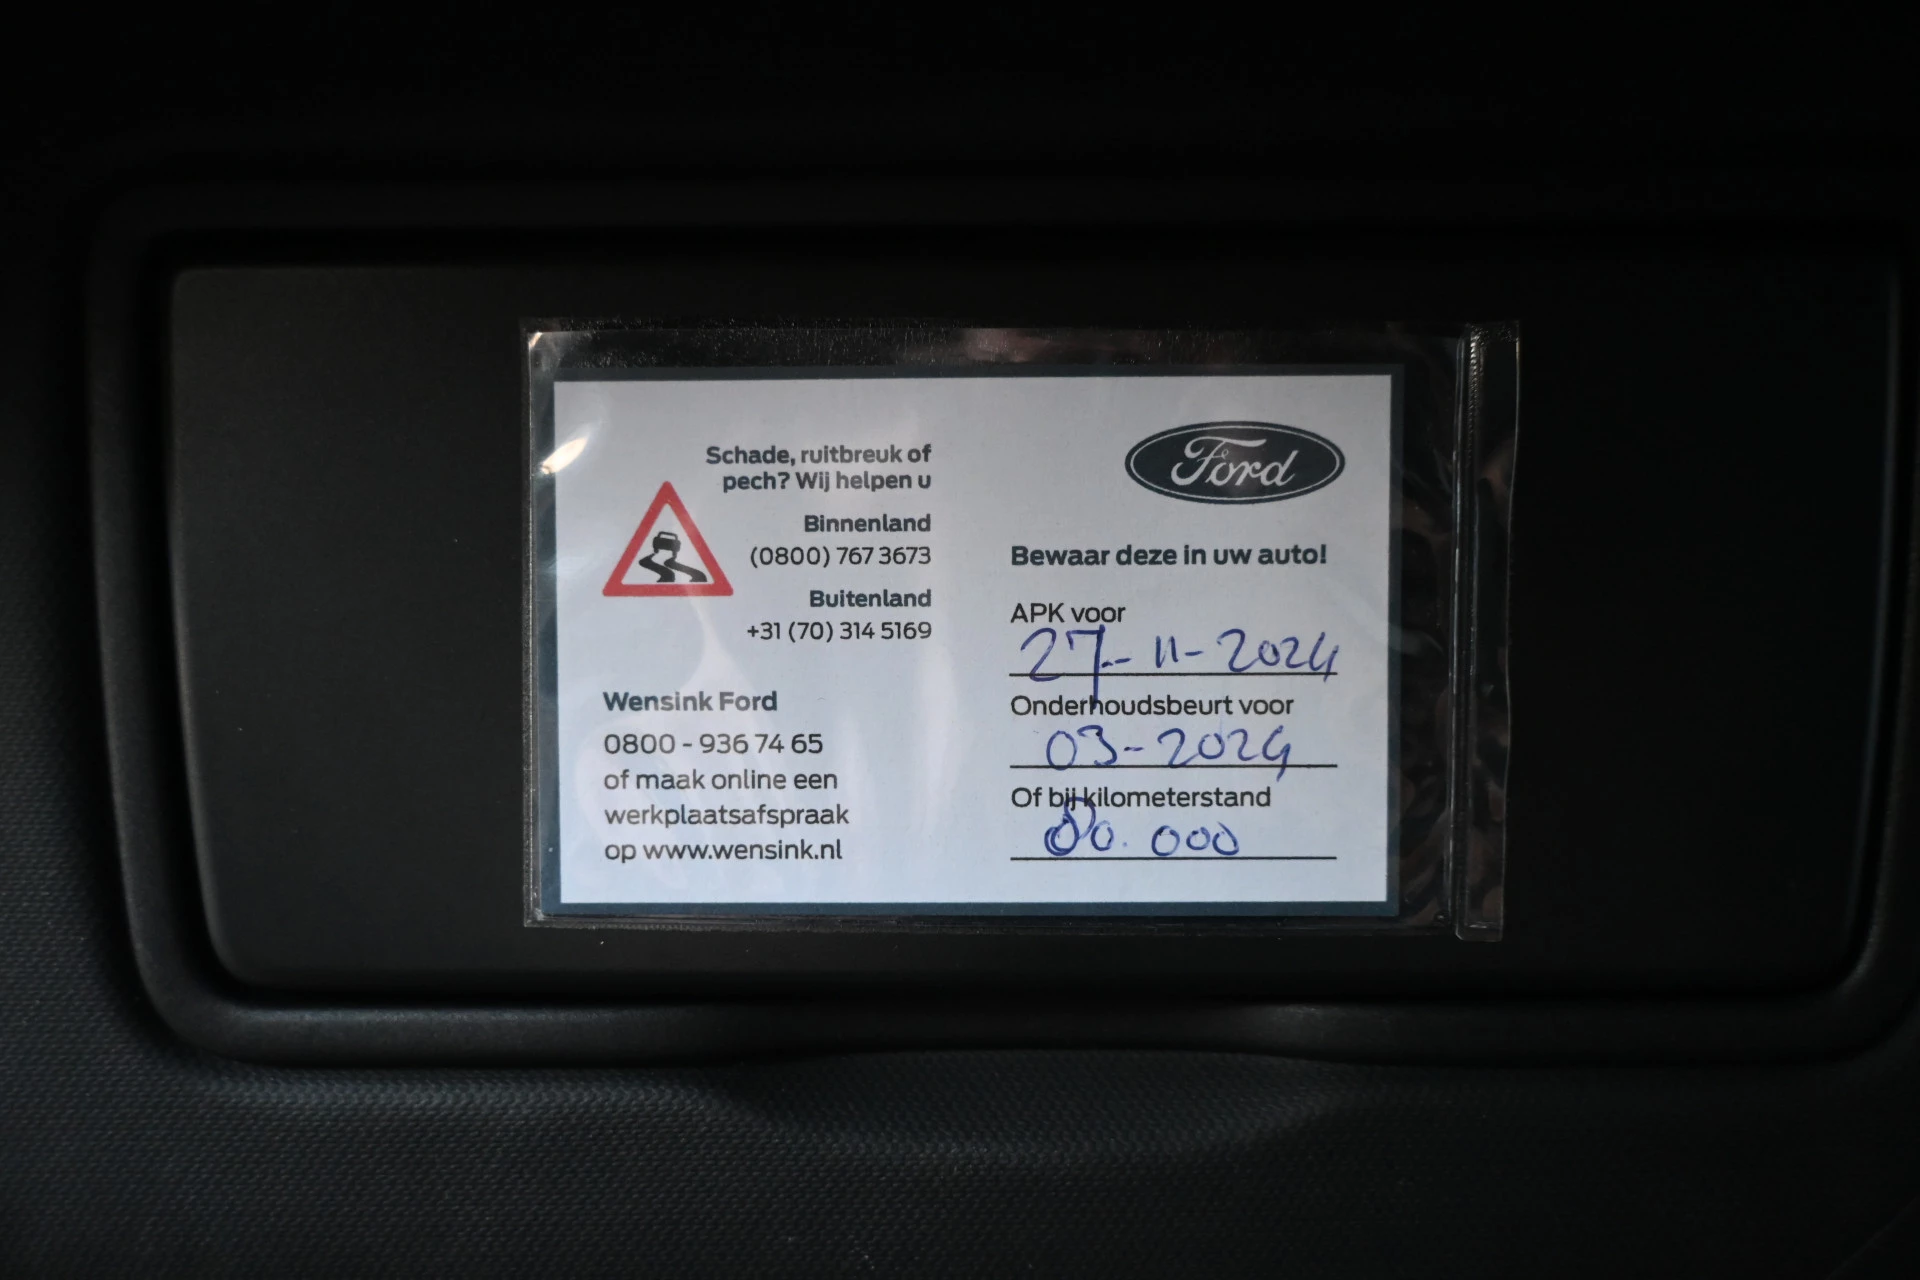 Schade, ruitbreuk of
pech? Wij helpen u
Binnenland
(0800) 767 3673
Buitenland
+31 (70) 314 5169
Wensink Ford
0800 - 936 74 65
of maak online een
werkplaatsafspraak
op www.wensink.nl
Ford
Bewaar deze in uw auto!
APK voor
27-11-2024
Onderhoudsbeurt voor
03-2024
Of bij kilometerstand